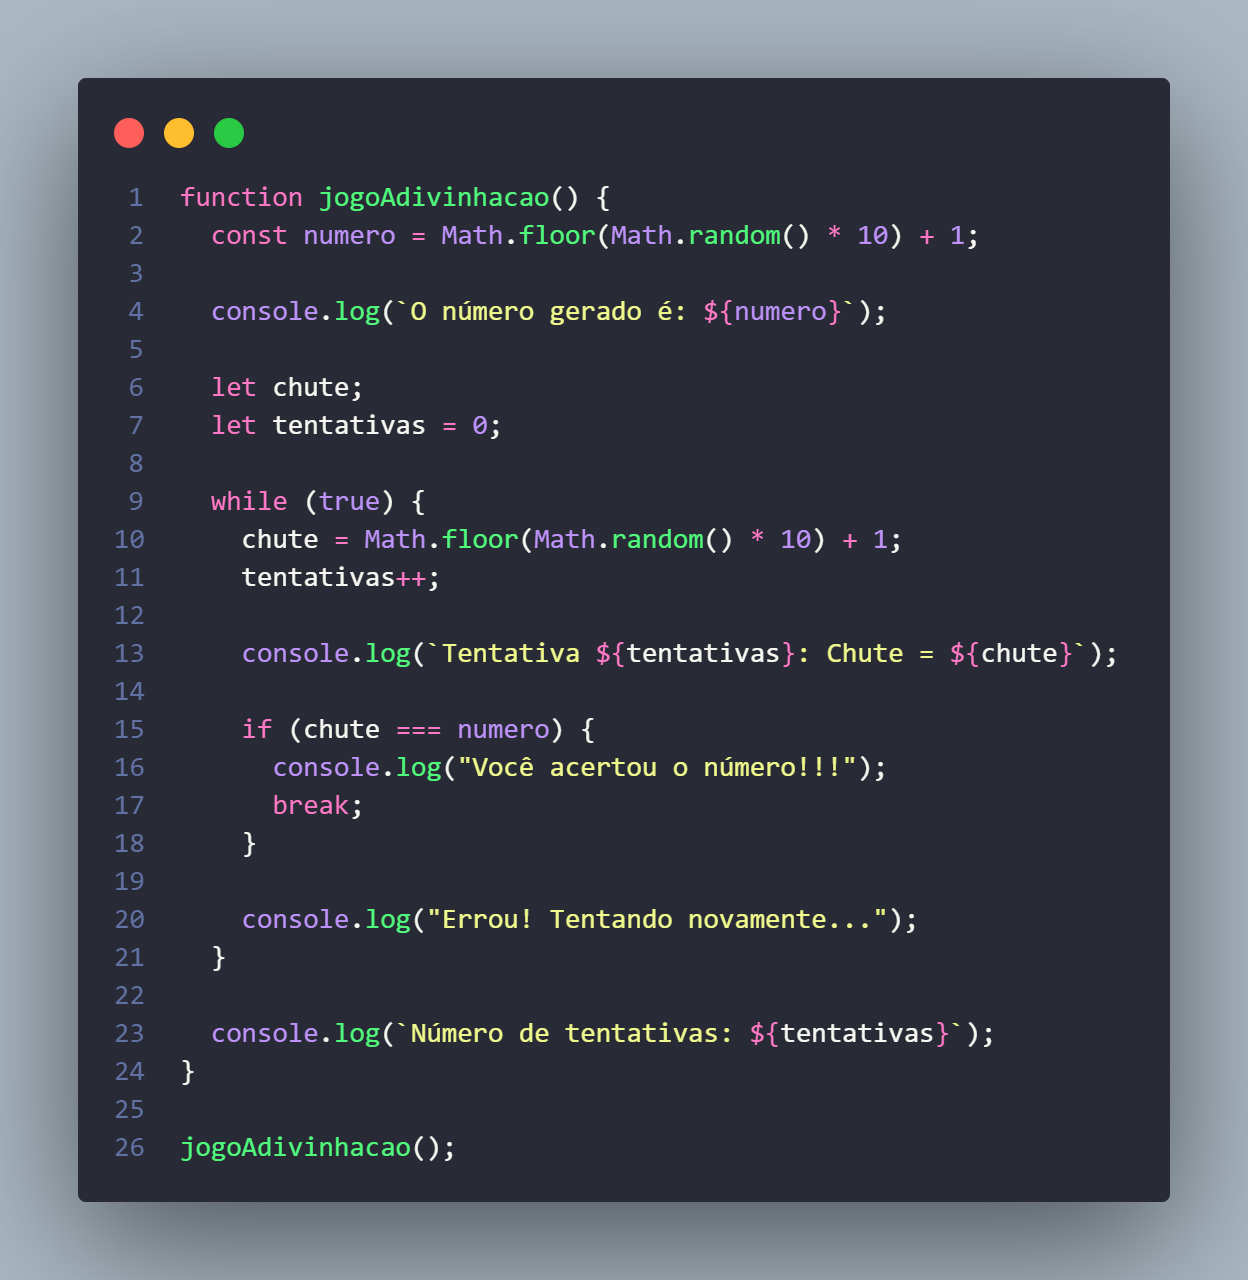 1 function jogoAdivinhacao() {
2   const numero = Math.floor(Math.random() * 10) + 1;
3
4   console.log(`O número gerado é: ${numero}`);
5
6   let chute;
7   let tentativas = 0;
8
9   while (true) {
10     chute = Math.floor(Math.random() * 10) + 1;
11     tentativas++;
12
13     console.log(`Tentativa ${tentativas}: Chute = ${chute}`);
14
15     if (chute === numero) {
16       console.log("Você acertou o número!!!");
17       break;
18     }
19
20     console.log("Errou! Tentando novamente...");
21   }
22
23   console.log(`Número de tentativas: ${tentativas}`);
24 }
25
26 jogoAdivinhacao();